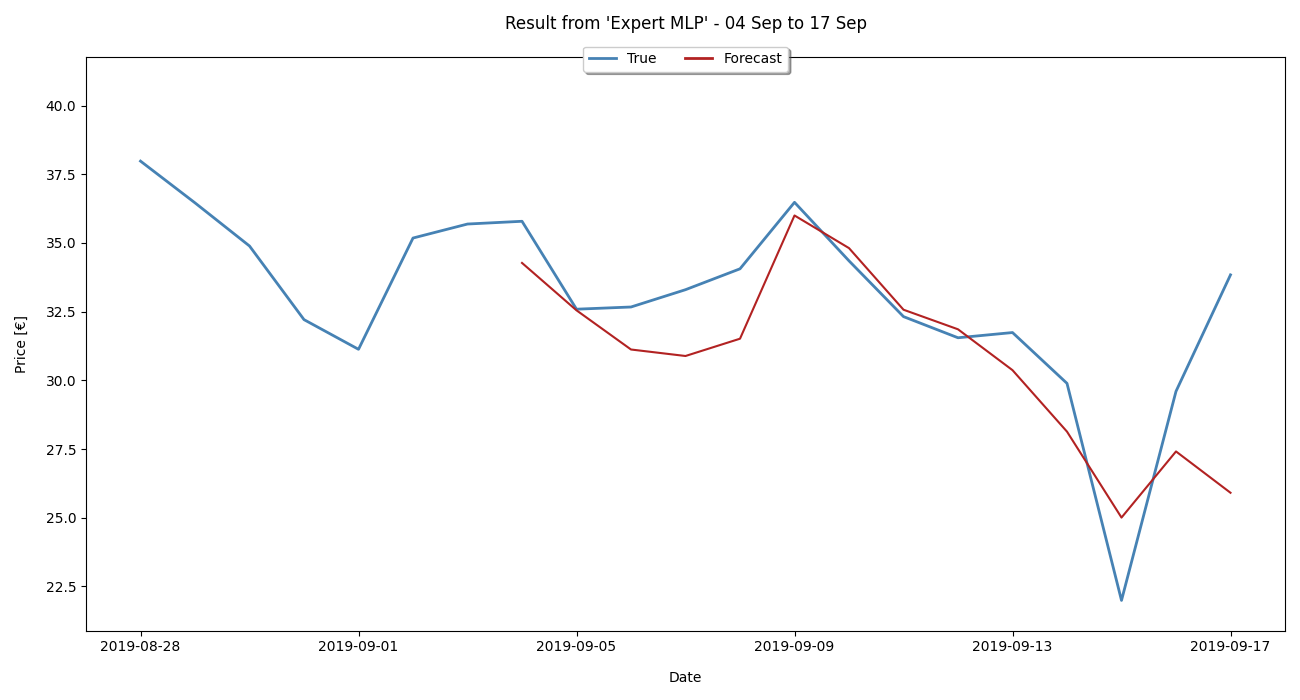 Result from 'Expert MLP' - 04 Sep to 17 Sep
True Forecast
40.0
37.5
35.0
32.5
30.0
27.5
25.0
22.5
Price [€]
2019-08-28 2019-09-01 2019-09-05 2019-09-09 2019-09-13 2019-09-17
Date